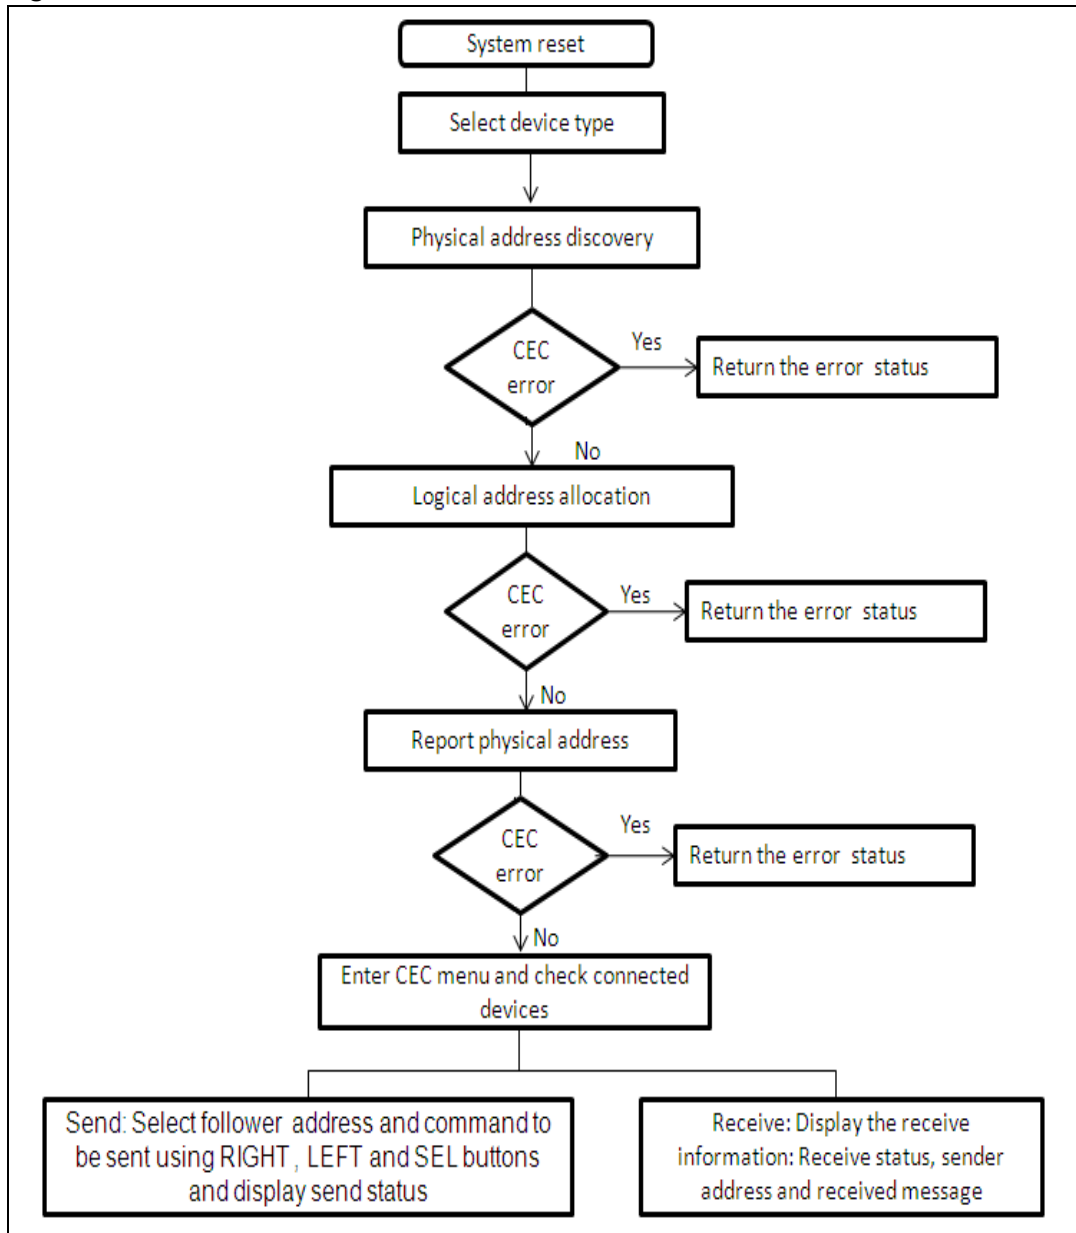 System reset
Select device type
Physical address discovery
CEC
error
Yes
Return the error status
No
Logical address allocation
CEC
error
Yes
Return the error status
No
Report physical address
CEC
error
Yes
Return the error status
No
Enter CEC menu and check connected
devices
Send: Select follower address and command to
be sent using RIGHT , LEFT and SEL buttons
and display send status
Receive: Display the receive
information: Receive status, sender
address and received message